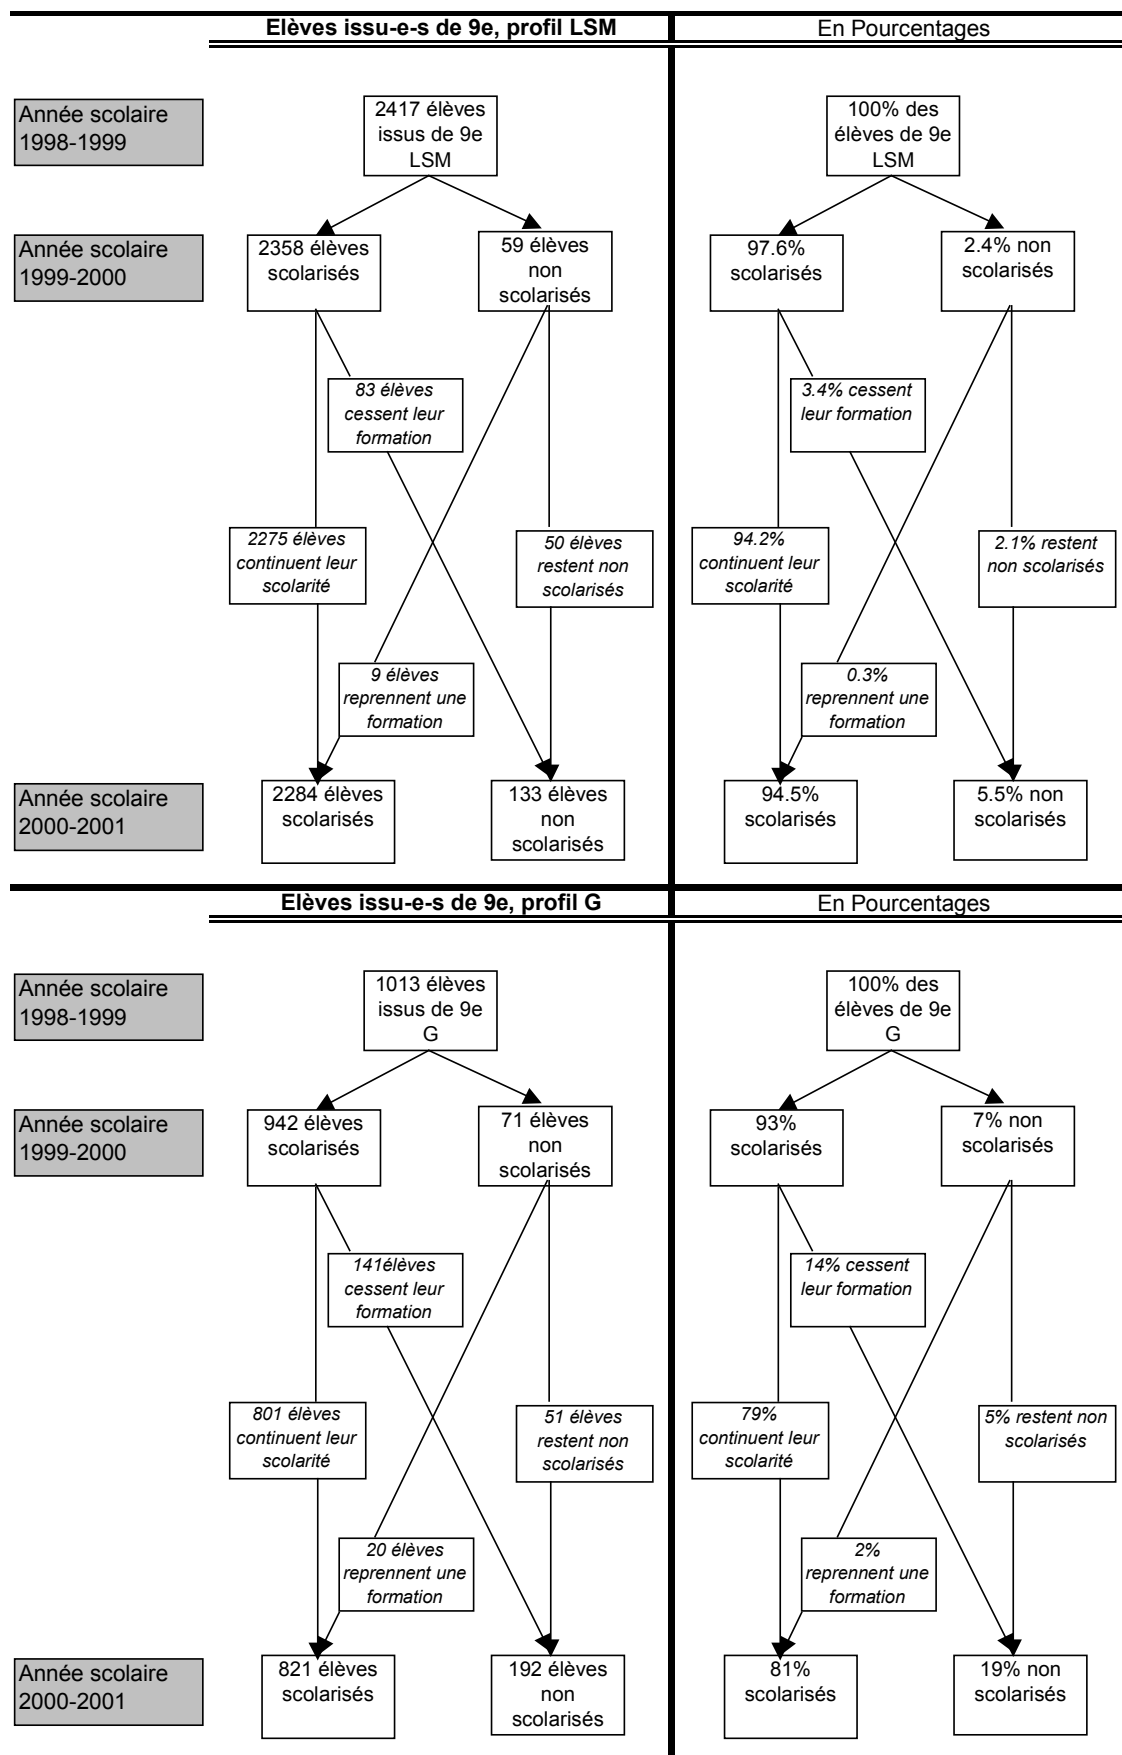 Elèves issu-e-s de 9e, profil LSM
En Pourcentages
Année scolaire
1998-1999
2417 élèves
issus de 9e
LSM
100% des
élèves de 9e
LSM
Année scolaire
1999-2000
2358 élèves
scolarisés
59 élèves
non
scolarisés
97.6%
scolarisés
2.4% non
scolarisés
83 élèves
cessent leur
formation
3.4% cessent
leur formation
2275 élèves
continuent leur
scolarité
50 élèves
restent non
scolarisés
94.2%
continuent leur
scolarité
2.1% restent
non scolarisés
9 élèves
reprennent une
formation
0.3%
reprennent une
formation
Année scolaire
2000-2001
2284 élèves
scolarisés
133 élèves
non
scolarisés
94.5%
scolarisés
5.5% non
scolarisés
Elèves issu-e-s de 9e, profil G
En Pourcentages
Année scolaire
1998-1999
1013 élèves
issus de 9e
G
100% des
élèves de 9e
G
Année scolaire
1999-2000
942 élèves
scolarisés
71 élèves
non
scolarisés
93%
scolarisés
7% non
scolarisés
141élèves
cessent leur
formation
14% cessent
leur formation
801 élèves
continuent leur
scolarité
51 élèves
restent non
scolarisés
79%
continuent leur
scolarité
5% restent non
scolarisés
20 élèves
reprennent une
formation
2%
reprennent une
formation
Année scolaire
2000-2001
821 élèves
scolarisés
192 élèves
non
scolarisés
81%
scolarisés
19% non
scolarisés